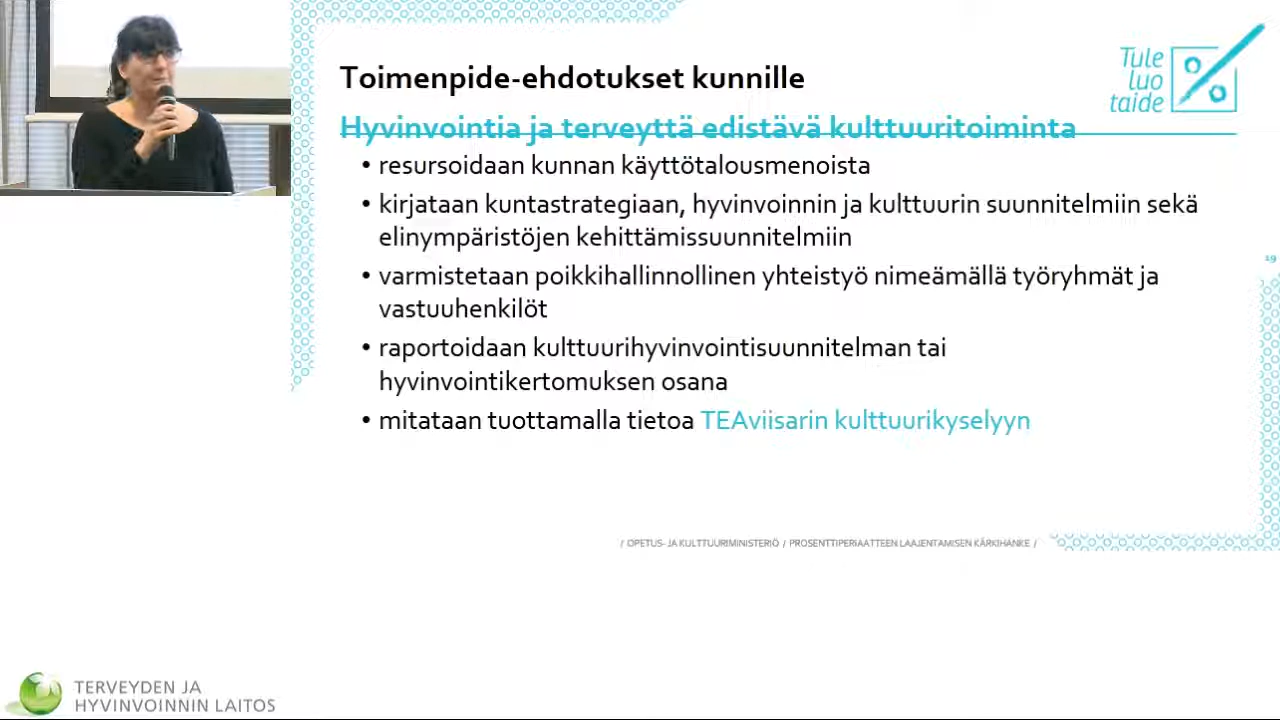 Toimenpide-ehdotukset kunnille
Tule
luo
taide
Hyvinvointia ja terveyttä edistävä kulttuuritoiminta
• resursoidaan kunnan käyttötalousmenoista
• kirjataan kuntastrategiaan, hyvinvoinnin ja kulttuurin suunnitelmiin sekä
elinympäristöjen kehittämissuunnitelmiin
• varmistetaan poikkihallinnollinen yhteistyö nimeämällä työryhmät ja
vastuuhenkilöt
• raportoidaan kulttuurihyvinvointisuunnitelman tai
hyvinvointikertomuksen osana
• mitataan tuottamalla tietoa TEAviisarin kulttuurikyselyyn
19
/ OPETUS- JA KULTTUURIMINISTERIÖ / PROSENTTIPERIAATTEEN LAAJENTAMISEN KÄRKIHANKE /
TERVEYDEN JA
HYVINVOINNIN LAITOS